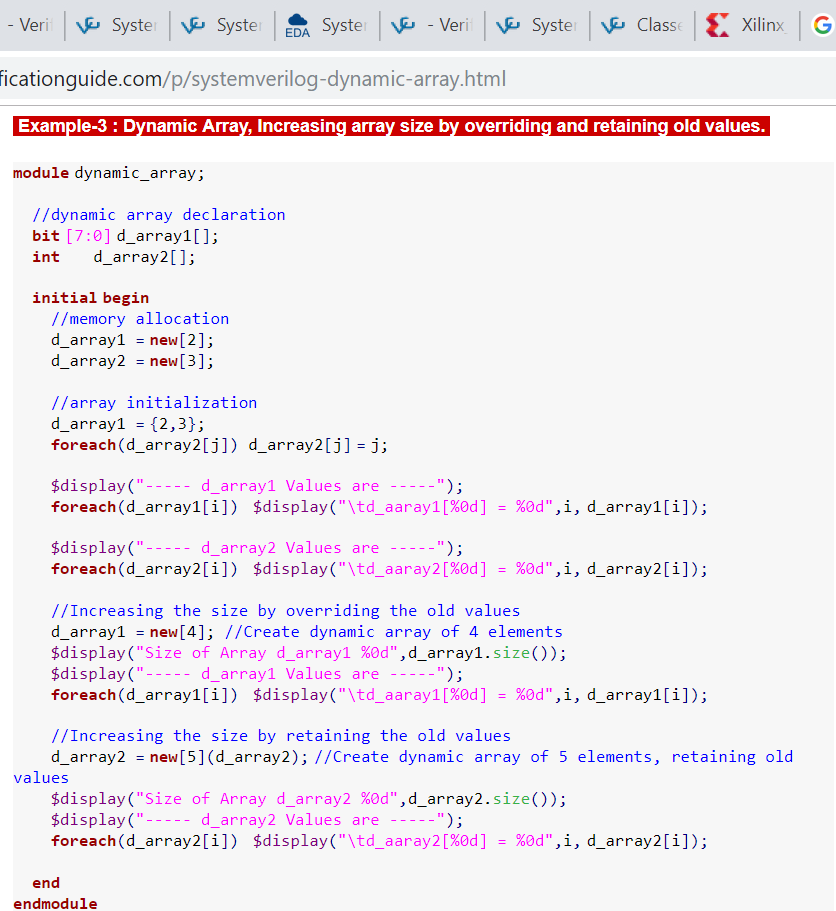 - Veri
Syster
Syster
EDA Syster
- Veri
Syster
Classe
Xilinx
G
ficationguide.com/p/systemverilog-dynamic-array.html
Example-3 : Dynamic Array, Increasing array size by overriding and retaining old values.
module dynamic_array;
//dynamic array declaration
bit [7:0] d_array1[];
int d_array2[];
initial begin
//memory allocation
d_array1 = new[2];
d_array2 = new[3];
//array initialization
d_array1 = {2,3};
foreach(d_array2[j]) d_array2[j] = j;
$display("----- d_array1 Values are -----");
foreach(d_array1[i]) $display("\td_aaray1[%0d] = %0d",i, d_array1[i]);
$display("----- d_array2 Values are -----");
foreach(d_array2[i]) $display("\td_aaray2[%0d] = %0d",i, d_array2[i]);
//Increasing the size by overriding the old values
d_array1 = new[4]; //Create dynamic array of 4 elements
$display("Size of Array d_array1 %0d",d_array1.size());
$display("----- d_array1 Values are -----");
foreach(d_array1[i]) $display("\td_aaray1[%0d] = %0d",i, d_array1[i]);
//Increasing the size by retaining the old values
d_array2 = new[5](d_array2); //Create dynamic array of 5 elements, retaining old
values
$display("Size of Array d_array2 %0d",d_array2.size());
$display("----- d_array2 Values are -----");
foreach(d_array2[i]) $display("\td_aaray2[%0d] = %0d",i, d_array2[i]);
end
endmodule